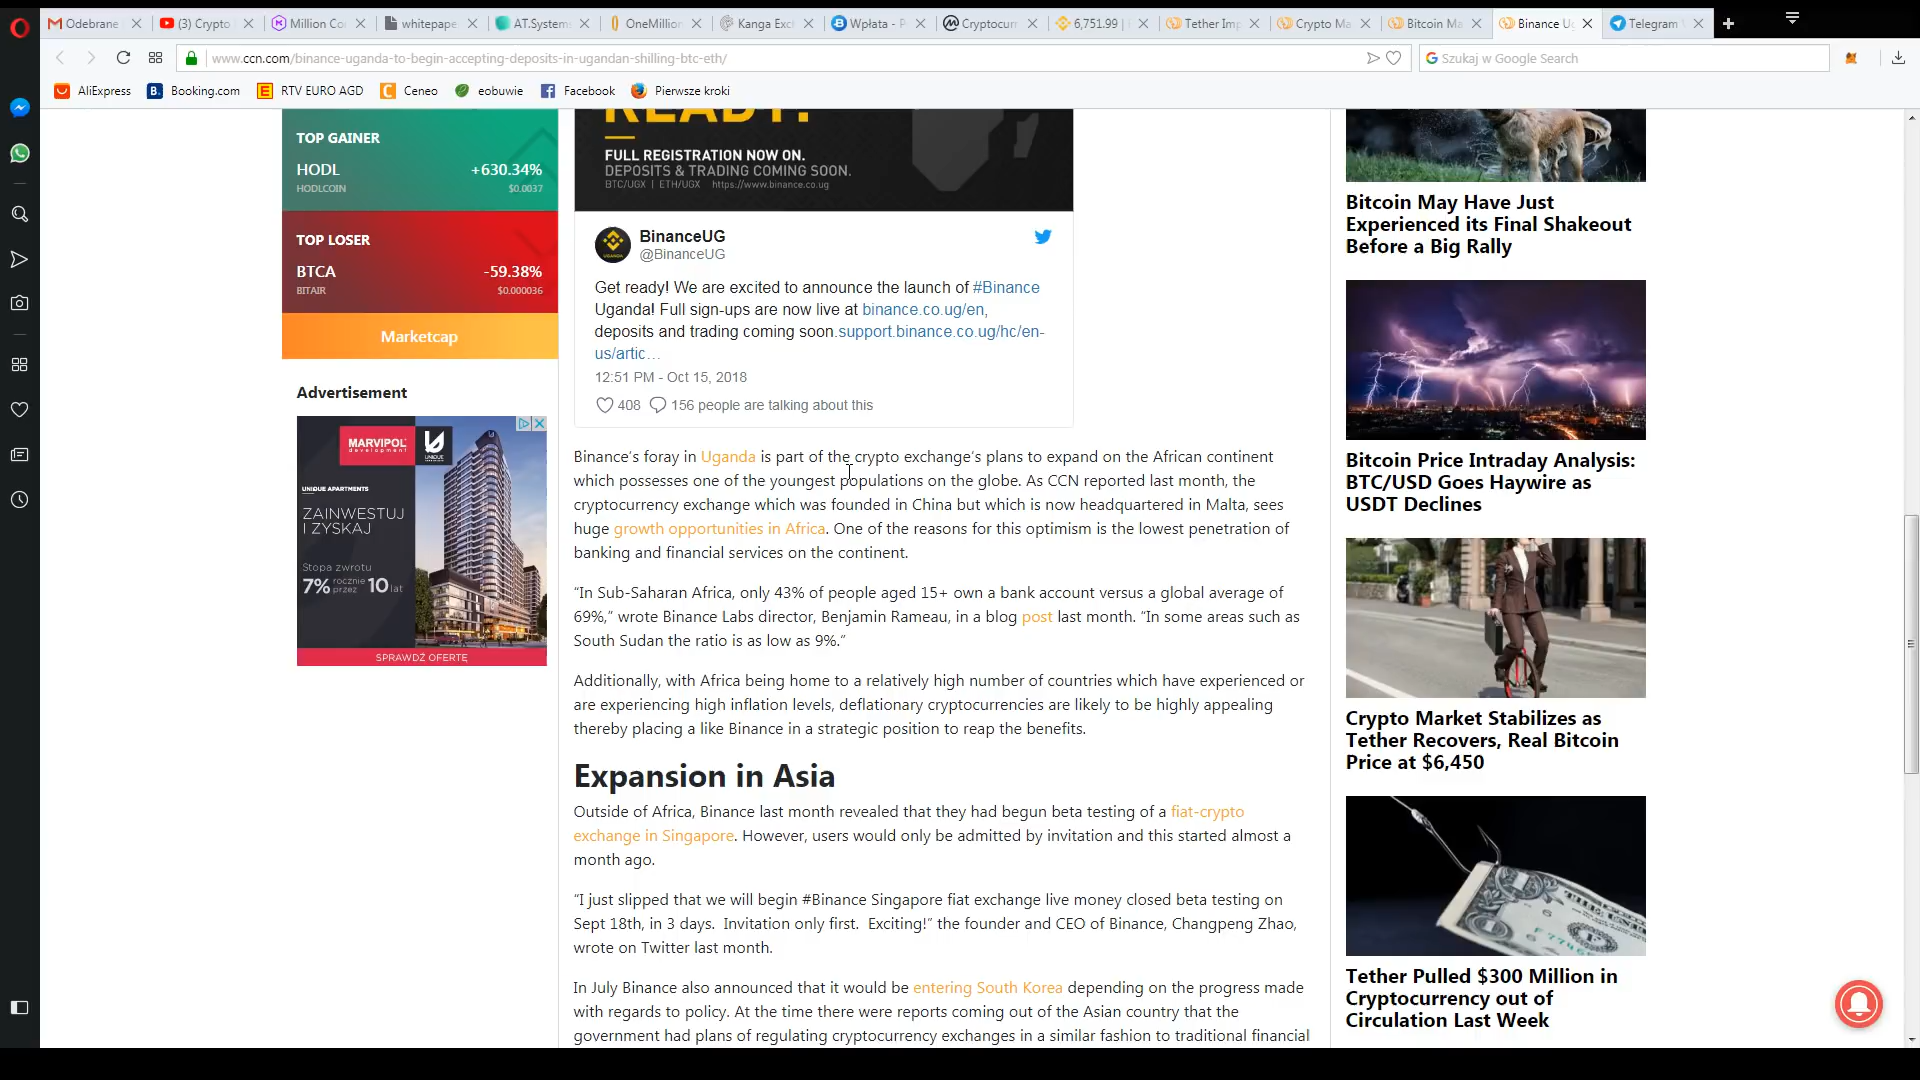 Odebrane
(3) Crypto
Million Co
whitepape
AT.System
OneMillion
Kanga Exc
Wpłata - P
Cryptocurr
6,751.99 |
Tether Imp
Crypto Ma
Bitcoin Ma
Binance Ug
Telegram
www.ccn.com/binance-uganda-to-begin-accepting-deposits-in-ugandan-shilling-btc-eth/
Szukaj w Google Search
AliExpress
Booking.com
RTV EURO AGD
Ceneo
eobuwie
Facebook
Pierwsze kroki
TOP GAINER
HODL +630.34%
HODLCOIN $0.0037
TOP LOSER
BTCA -59.38%
BITAIR $0.000036
Marketcap
Advertisement
MARVIPOL
development
UNIQUE
UNIQUE APARTMENTS
ZAINWESTUJ
I ZYSKAJ
Stopa zwrotu
7% rocznie przez 10 lat
SPRAWDŹ OFERTĘ
READY!
FULL REGISTRATION NOW ON.
DEPOSITS & TRADING COMING SOON.
BTC/UGX | ETH/UGX https://www.binance.co.ug
BinanceUG
@BinanceUG
UGANDA
Get ready! We are excited to announce the launch of #Binance
Uganda! Full sign-ups are now live at binance.co.ug/en,
deposits and trading coming soon.support.binance.co.ug/hc/en-
us/artic…
12:51 PM - Oct 15, 2018
408 156 people are talking about this
Binance's foray in Uganda is part of the crypto exchange's plans to expand on the African continent
which possesses one of the youngest populations on the globe. As CCN reported last month, the
cryptocurrency exchange which was founded in China but which is now headquartered in Malta, sees
huge growth opportunities in Africa. One of the reasons for this optimism is the lowest penetration of
banking and financial services on the continent.
“In Sub-Saharan Africa, only 43% of people aged 15+ own a bank account versus a global average of
69%,” wrote Binance Labs director, Benjamin Rameau, in a blog post last month. “In some areas such as
South Sudan the ratio is as low as 9%.”
Additionally, with Africa being home to a relatively high number of countries which have experienced or
are experiencing high inflation levels, deflationary cryptocurrencies are likely to be highly appealing
thereby placing a like Binance in a strategic position to reap the benefits.
Expansion in Asia
Outside of Africa, Binance last month revealed that they had begun beta testing of a fiat-crypto
exchange in Singapore. However, users would only be admitted by invitation and this started almost a
month ago.
“I just slipped that we will begin #Binance Singapore fiat exchange live money closed beta testing on
Sept 18th, in 3 days. Invitation only first. Exciting!” the founder and CEO of Binance, Changpeng Zhao,
wrote on Twitter last month.
In July Binance also announced that it would be entering South Korea depending on the progress made
with regards to policy. At the time there were reports coming out of the Asian country that the
government had plans of regulating cryptocurrency exchanges in a similar fashion to traditional financial
Bitcoin May Have Just
Experienced its Final Shakeout
Before a Big Rally
Bitcoin Price Intraday Analysis:
BTC/USD Goes Haywire as
USDT Declines
Crypto Market Stabilizes as
Tether Recovers, Real Bitcoin
Price at $6,450
Tether Pulled $300 Million in
Cryptocurrency out of
Circulation Last Week